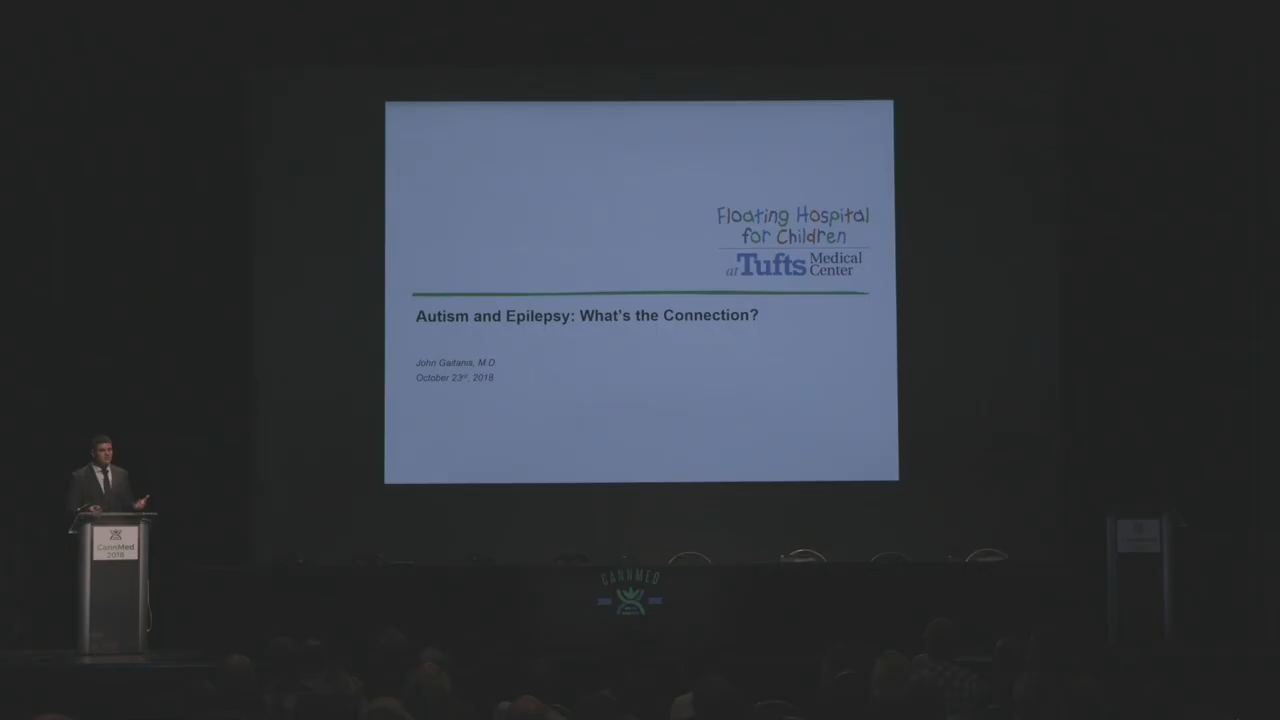 Floating Hospital
for Children
at Tufts Medical
Center
Autism and Epilepsy: What's the Connection?
John Gaitanis, M.D
October 23rd, 2018
CannMed
2018
CANNMED